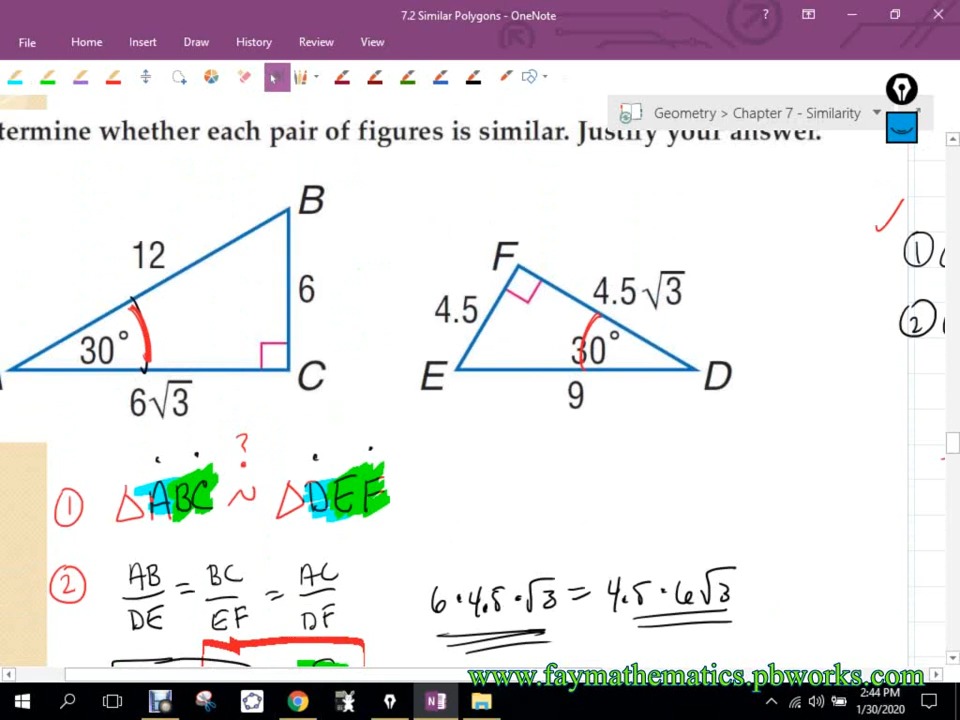 7.2 Similar Polygons - OneNote
?
File Home Insert Draw History Review View
Geometry > Chapter 7 - Similarity
termine whether each pair of figures is similar. Justify your answer.
B
12
6
30°
C
6√3
F
4.5√3
4.5
30°
E
D
9
①
②
?
① △ABC ~ △DEF
② AB/DE = BC/EF = AC/DF
6·4.5·√3 = 4.5·6√3
www.faymathematics.pbworks.com
2:44 PM
1/30/2020